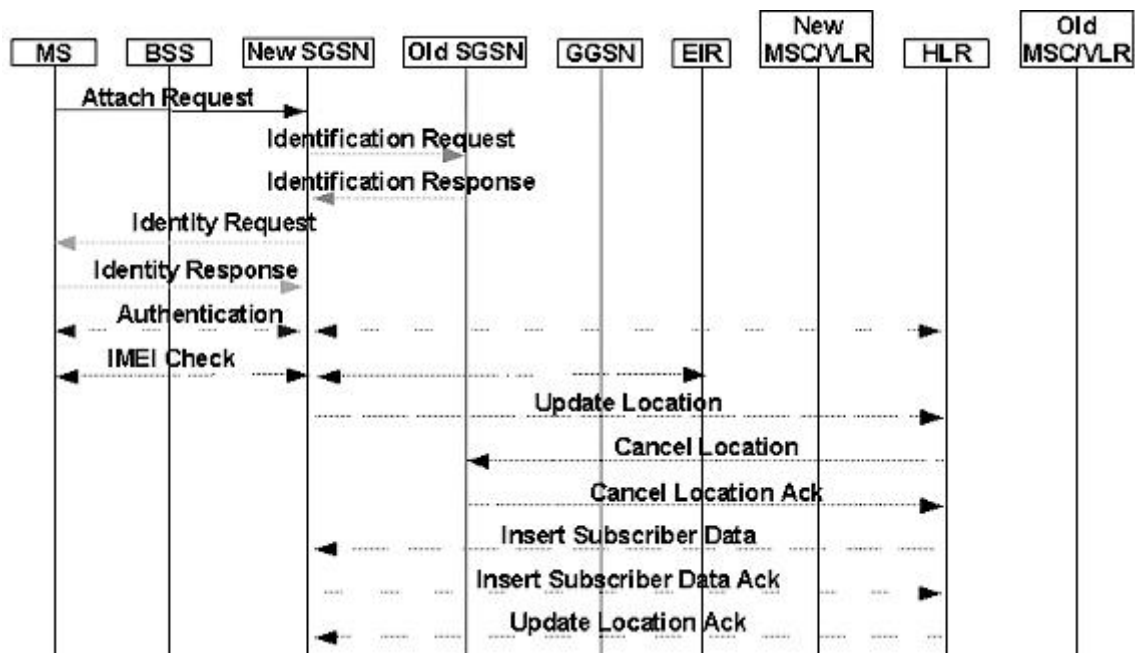 MS
BSS
New SGSN
Old SGSN
GGSN
EIR
New
MSC/VLR
HLR
Old
MSC/VLR
Attach Request
Identification Request
Identification Response
Identity Request
Identity Response
Authentication
IMEI Check
Update Location
Cancel Location
Cancel Location Ack
Insert Subscriber Data
Insert Subscriber Data Ack
Update Location Ack